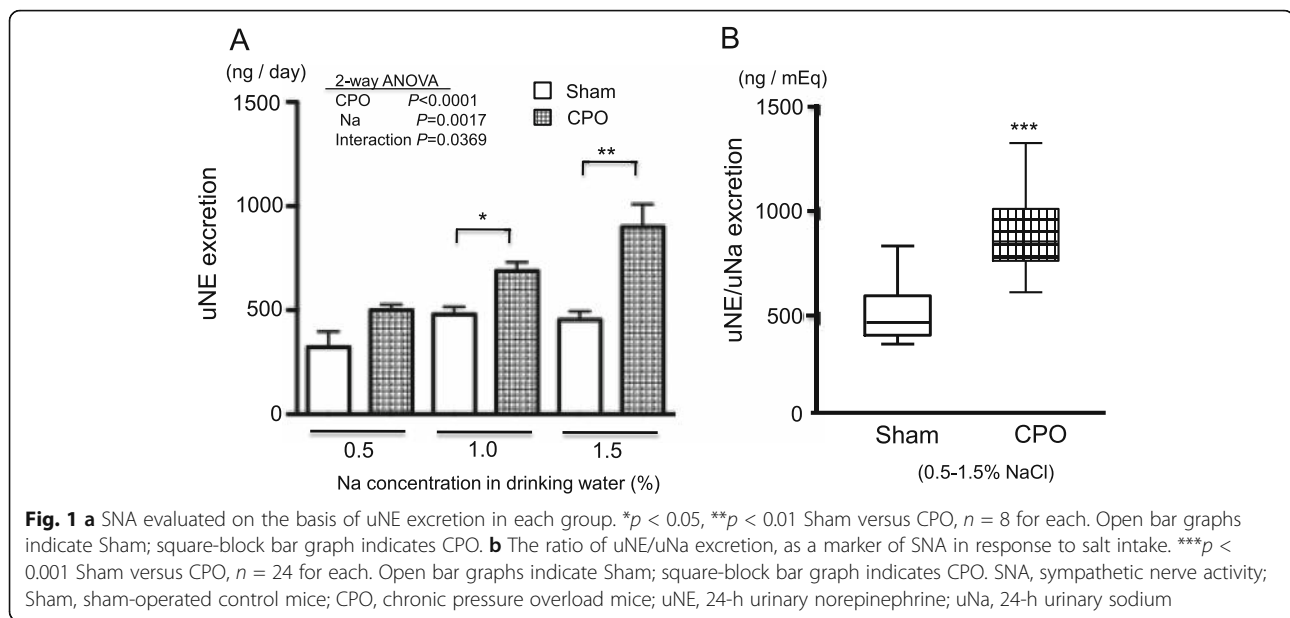 A
(ng / day)
2-way ANOVA
CPO P<0.0001
Na P=0.0017
Interaction P=0.0369
Sham
CPO
1500
1000
500
0
uNE excretion
*
**
0.5 1.0 1.5
Na concentration in drinking water (%)
B
(ng / mEq)
1500
1000
500
0
uNE/uNa excretion
***
Sham CPO
(0.5-1.5% NaCl)
Fig. 1 a SNA evaluated on the basis of uNE excretion in each group. *p < 0.05, **p < 0.01 Sham versus CPO, n = 8 for each. Open bar graphs
indicate Sham; square-block bar graph indicates CPO. b The ratio of uNE/uNa excretion, as a marker of SNA in response to salt intake. ***p <
0.001 Sham versus CPO, n = 24 for each. Open bar graphs indicate Sham; square-block bar graph indicates CPO. SNA, sympathetic nerve activity;
Sham, sham-operated control mice; CPO, chronic pressure overload mice; uNE, 24-h urinary norepinephrine; uNa, 24-h urinary sodium